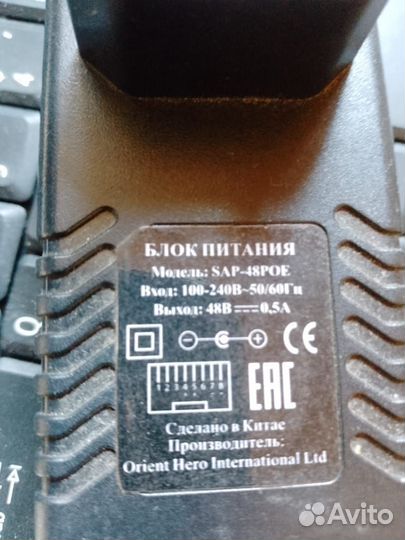 БЛОК ПИТАНИЯ
Модель: SAP-48POE
Вход: 100-240В~50/60Гц
Выход: 48В 0,5А
CE
12345678
EAC
Сделано в Китае
Производитель:
Orient Hero International Ltd
Avito